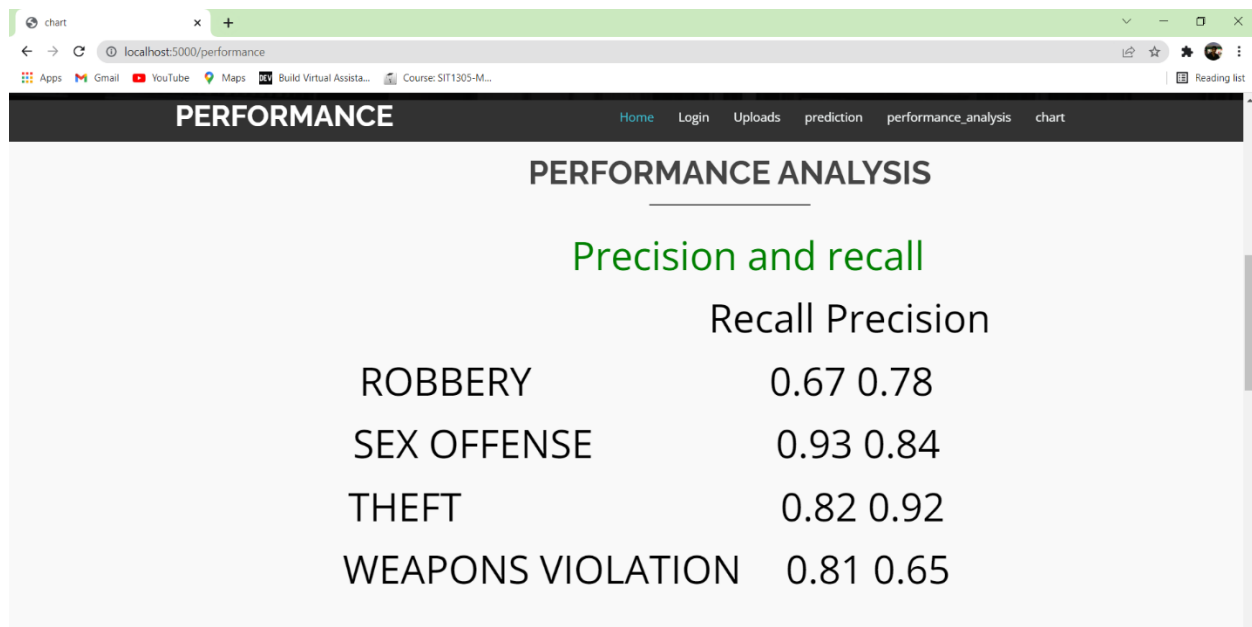 chart
localhost:5000/performance
Apps Gmail YouTube Maps DEV Build Virtual Assista... Course: SIT1305-M... Reading list
PERFORMANCE Home Login Uploads prediction performance_analysis chart
PERFORMANCE ANALYSIS
Precision and recall
Recall Precision
ROBBERY 0.67 0.78
SEX OFFENSE 0.93 0.84
THEFT 0.82 0.92
WEAPONS VIOLATION 0.81 0.65